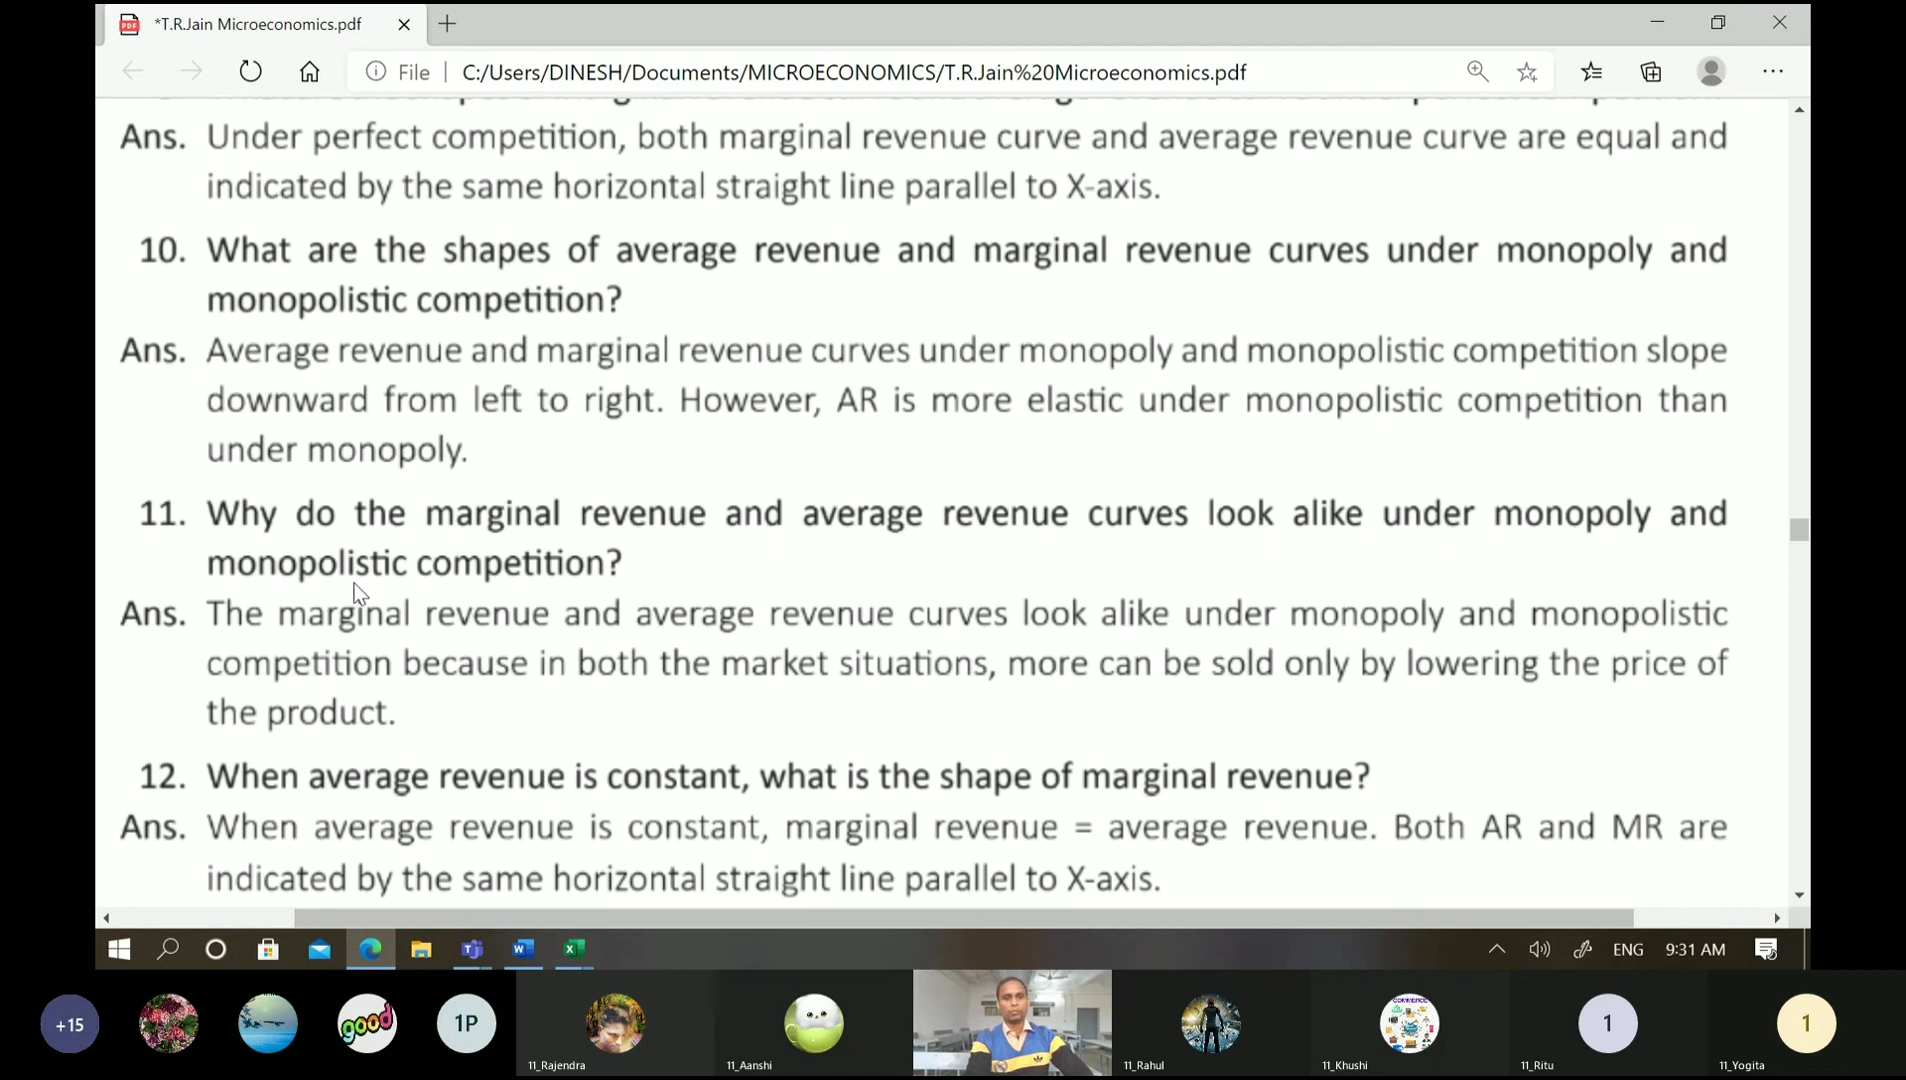 *T.R.Jain Microeconomics.pdf
File | C:/Users/DINESH/Documents/MICROECONOMICS/T.R.Jain%20Microeconomics.pdf
Ans. Under perfect competition, both marginal revenue curve and average revenue curve are equal and
indicated by the same horizontal straight line parallel to X-axis.
10. What are the shapes of average revenue and marginal revenue curves under monopoly and
monopolistic competition?
Ans. Average revenue and marginal revenue curves under monopoly and monopolistic competition slope
downward from left to right. However, AR is more elastic under monopolistic competition than
under monopoly.
11. Why do the marginal revenue and average revenue curves look alike under monopoly and
monopolistic competition?
Ans. The marginal revenue and average revenue curves look alike under monopoly and monopolistic
competition because in both the market situations, more can be sold only by lowering the price of
the product.
12. When average revenue is constant, what is the shape of marginal revenue?
Ans. When average revenue is constant, marginal revenue = average revenue. Both AR and MR are
indicated by the same horizontal straight line parallel to X-axis.
ENG 9:31 AM
+15 good 1P 1 1
11_Rajendra 11_Aanshi 11_Rahul 11_Khushi 11_Ritu 11_Yogita